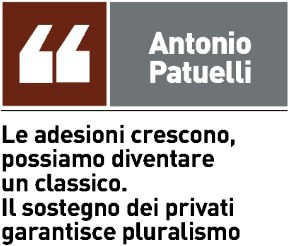 Antonio
Patuelli
Le adesioni crescono,
possiamo diventare
un classico.
Il sostegno dei privati
garantisce pluralismo